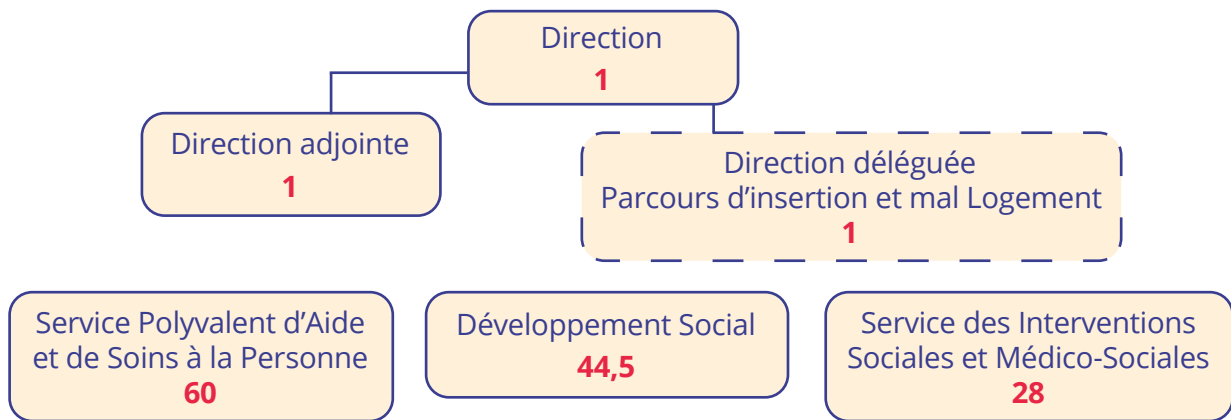 Direction
1
Direction adjointe
1
Direction déléguée
Parcours d’insertion et mal Logement
1
Service Polyvalent d’Aide
et de Soins à la Personne
60
Développement Social
44,5
Service des Interventions
Sociales et Médico-Sociales
28